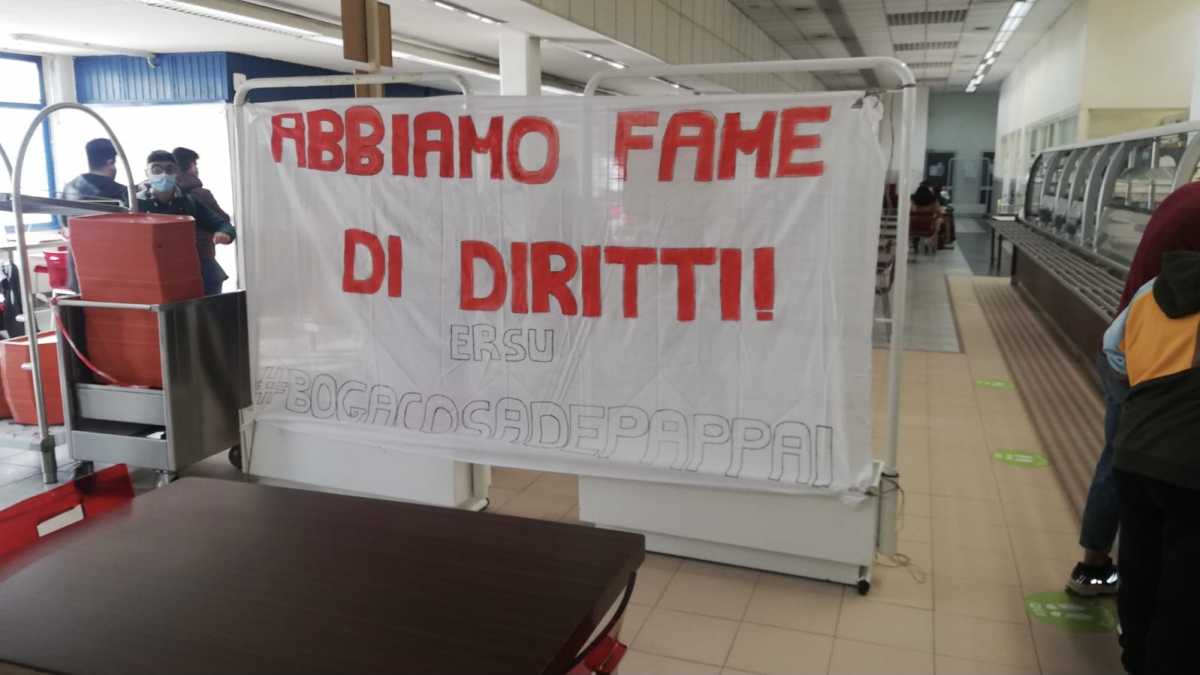 ABBIAMO FAME
DI DIRITTI!
ERSU
#BOGACOSADEPAPPAI